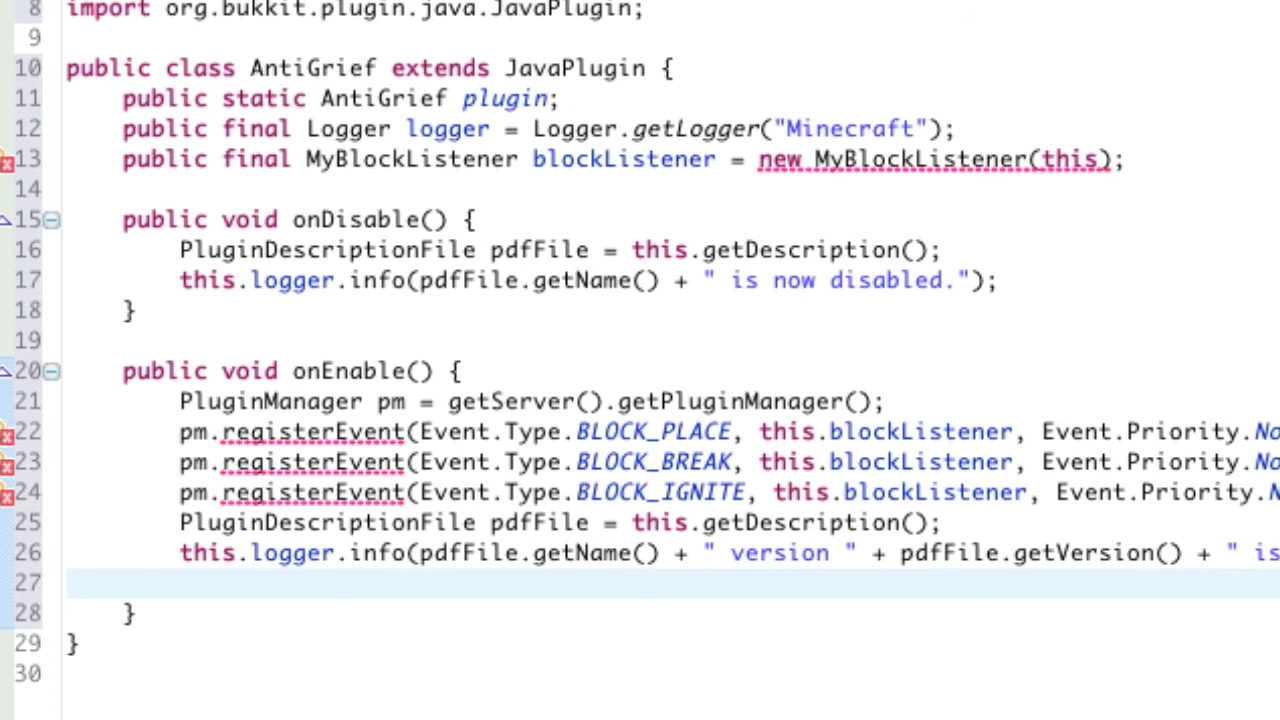 8 import org.bukkit.plugin.java.JavaPlugin;
9
10 public class AntiGrief extends JavaPlugin {
11 public static AntiGrief plugin;
12 public final Logger logger = Logger.getLogger("Minecraft");
13 public final MyBlockListener blockListener = new MyBlockListener(this);
14
15 public void onDisable() {
16 PluginDescriptionFile pdfFile = this.getDescription();
17 this.logger.info(pdfFile.getName() + " is now disabled.");
18 }
19
20 public void onEnable() {
21 PluginManager pm = getServer().getPluginManager();
22 pm.registerEvent(Event.Type.BLOCK_PLACE, this.blockListener, Event.Priority.No
23 pm.registerEvent(Event.Type.BLOCK_BREAK, this.blockListener, Event.Priority.No
24 pm.registerEvent(Event.Type.BLOCK_IGNITE, this.blockListener, Event.Priority.N
25 PluginDescriptionFile pdfFile = this.getDescription();
26 this.logger.info(pdfFile.getName() + " version " + pdfFile.getVersion() + " is
27
28 }
29 }
30